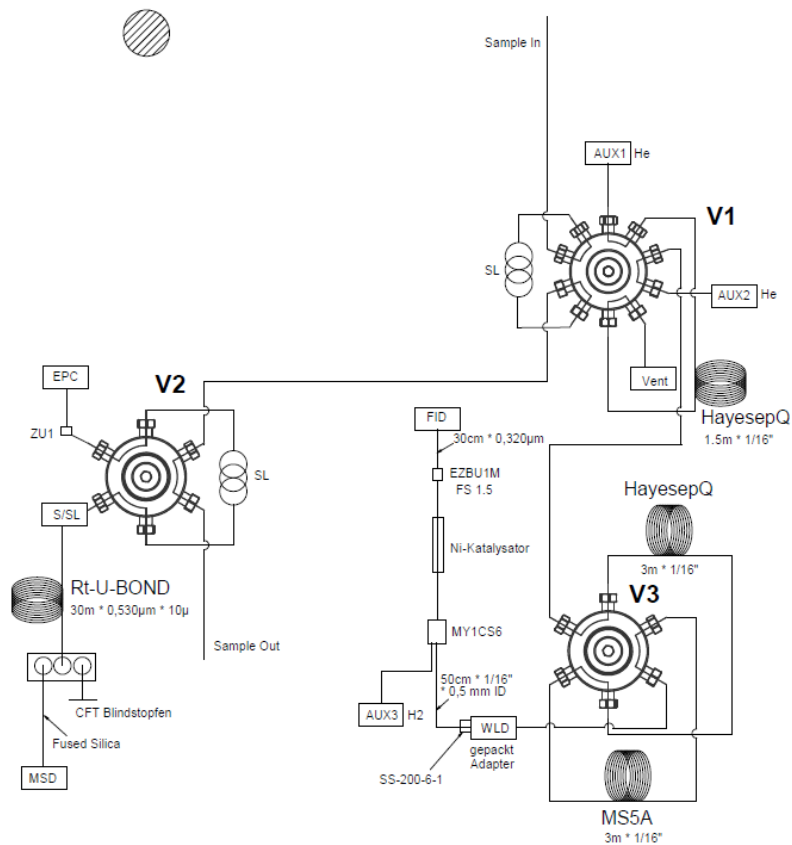 Sample In
AUX1 He
V1
SL
AUX2 He
EPC
V2
Vent
HayesepQ
1.5m * 1/16"
FID
ZU1
30cm * 0,320µm
EZBU1M
FS 1.5
SL
HayesepQ
S/SL
Ni-Katalysator
3m * 1/16"
Rt-U-BOND
30m * 0,530µm * 10µ
V3
MY1CS6
Sample Out
50cm * 1/16"
* 0,5 mm ID
CFT Blindstopfen
AUX3 H2
WLD
Fused Silica
gepackt
Adapter
MSD
SS-200-6-1
MS5A
3m * 1/16"